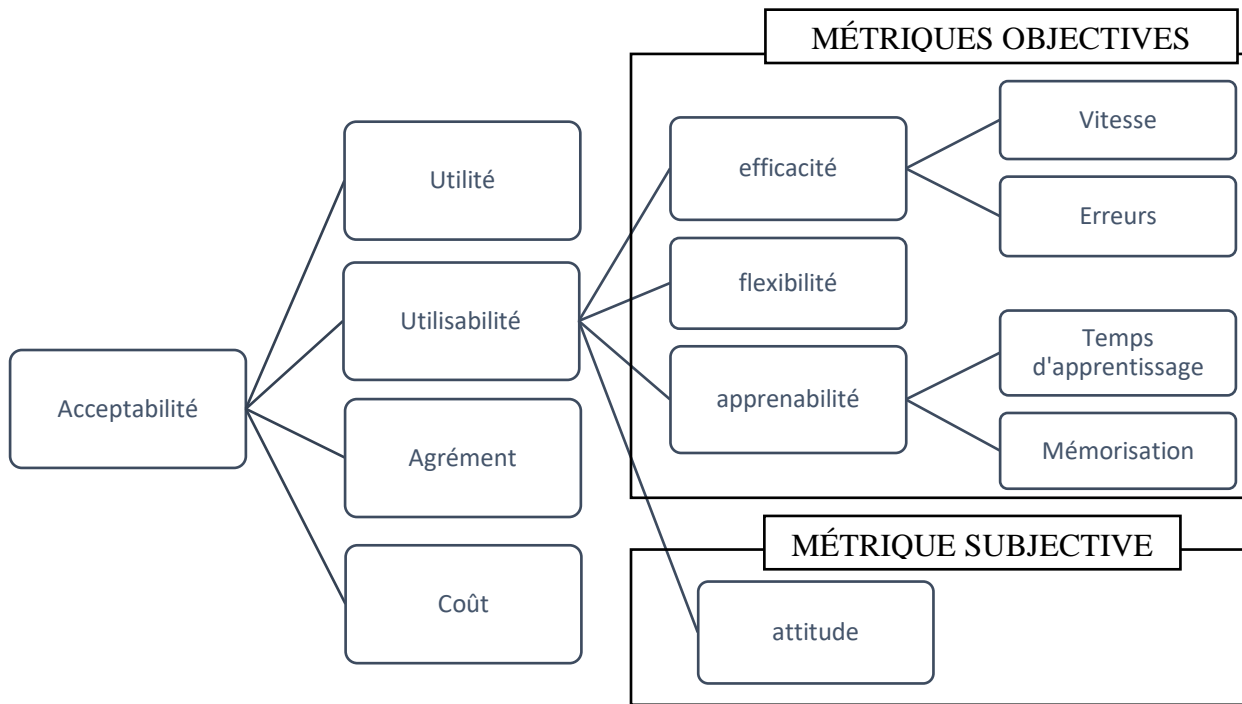 MÉTRIQUES OBJECTIVES
Acceptabilité
Utilité
Utilisabilité
Agrément
Coût
efficacité
Vitesse
Erreurs
flexibilité
apprenabilité
Temps
d'apprentissage
Mémorisation
MÉTRIQUE SUBJECTIVE
attitude